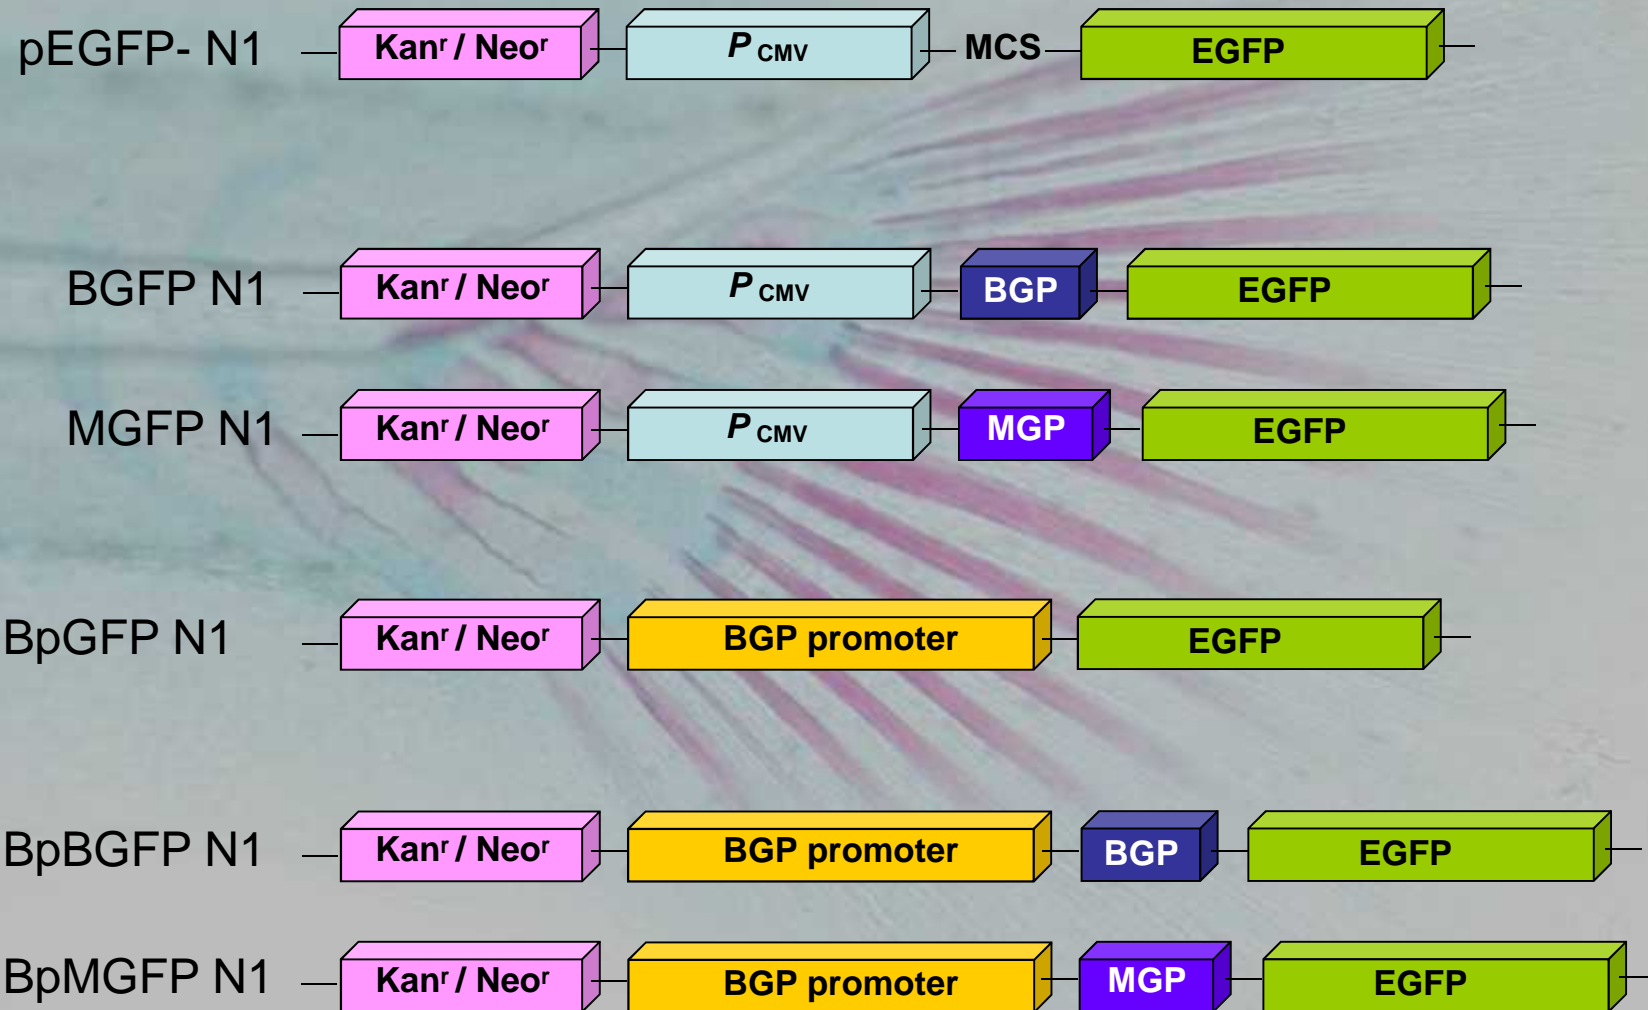 pEGFP- N1 Kanʳ / Neoʳ P CMV MCS EGFP
BGFP N1 Kanʳ / Neoʳ P CMV BGP EGFP
MGFP N1 Kanʳ / Neoʳ P CMV MGP EGFP
BpGFP N1 Kanʳ / Neoʳ BGP promoter EGFP
BpBGFP N1 Kanʳ / Neoʳ BGP promoter BGP EGFP
BpMGFP N1 Kanʳ / Neoʳ BGP promoter MGP EGFP